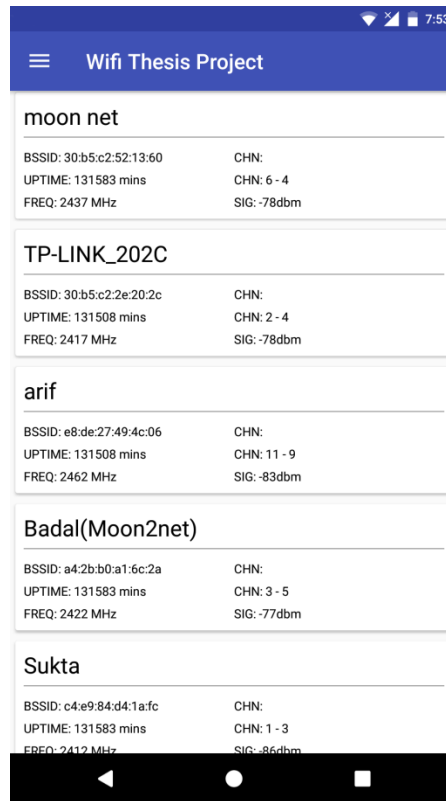 7:53
Wifi Thesis Project
moon net
BSSID: 30:b5:c2:52:13:60 CHN:
UPTIME: 131583 mins CHN: 6 - 4
FREQ: 2437 MHz SIG: -78dbm
TP-LINK_202C
BSSID: 30:b5:c2:2e:20:2c CHN:
UPTIME: 131508 mins CHN: 2 - 4
FREQ: 2417 MHz SIG: -78dbm
arif
BSSID: e8:de:27:49:4c:06 CHN:
UPTIME: 131508 mins CHN: 11 - 9
FREQ: 2462 MHz SIG: -83dbm
Badal(Moon2net)
BSSID: a4:2b:b0:a1:6c:2a CHN:
UPTIME: 131583 mins CHN: 3 - 5
FREQ: 2422 MHz SIG: -77dbm
Sukta
BSSID: c4:e9:84:d4:1a:fc CHN:
UPTIME: 131583 mins CHN: 1 - 3
FREQ: 2412 MHz SIG: -86dbm